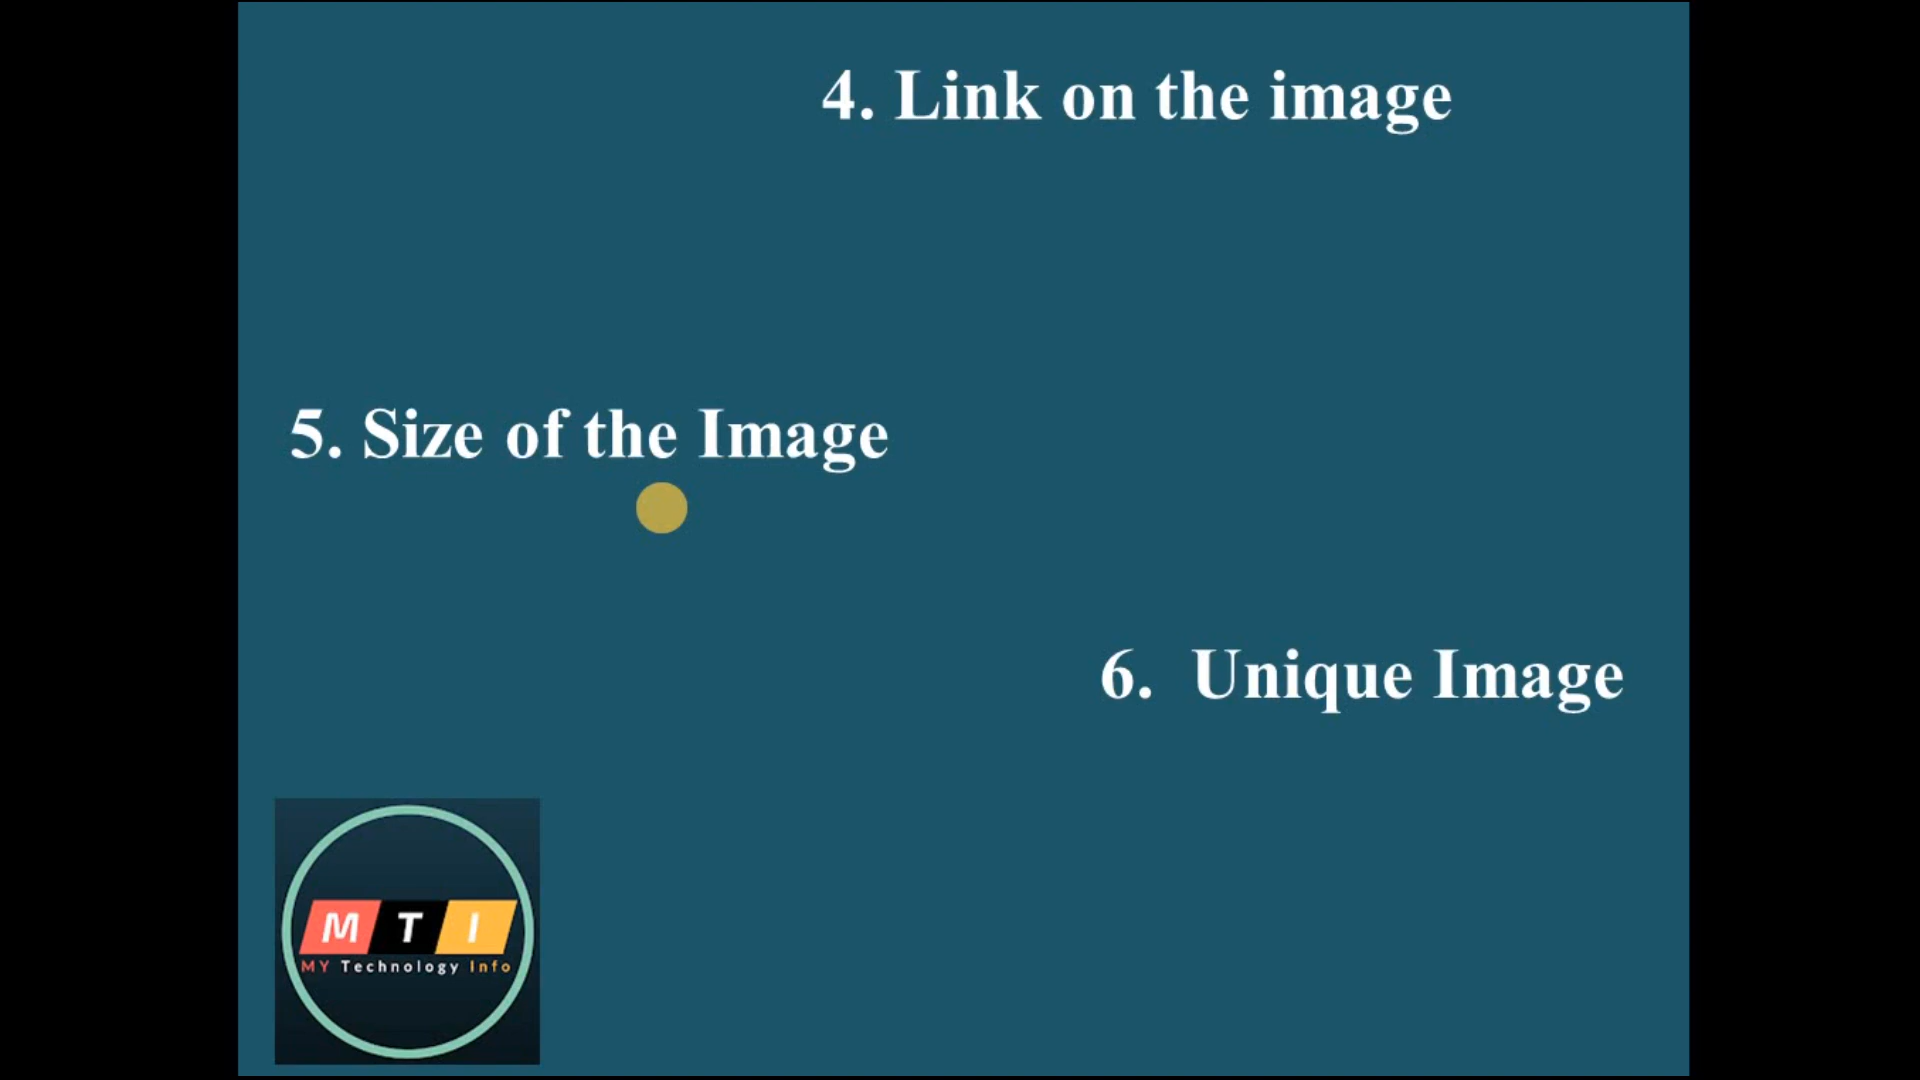 4. Link on the image
5. Size of the Image
6. Unique Image
M T I
MY Technology Info